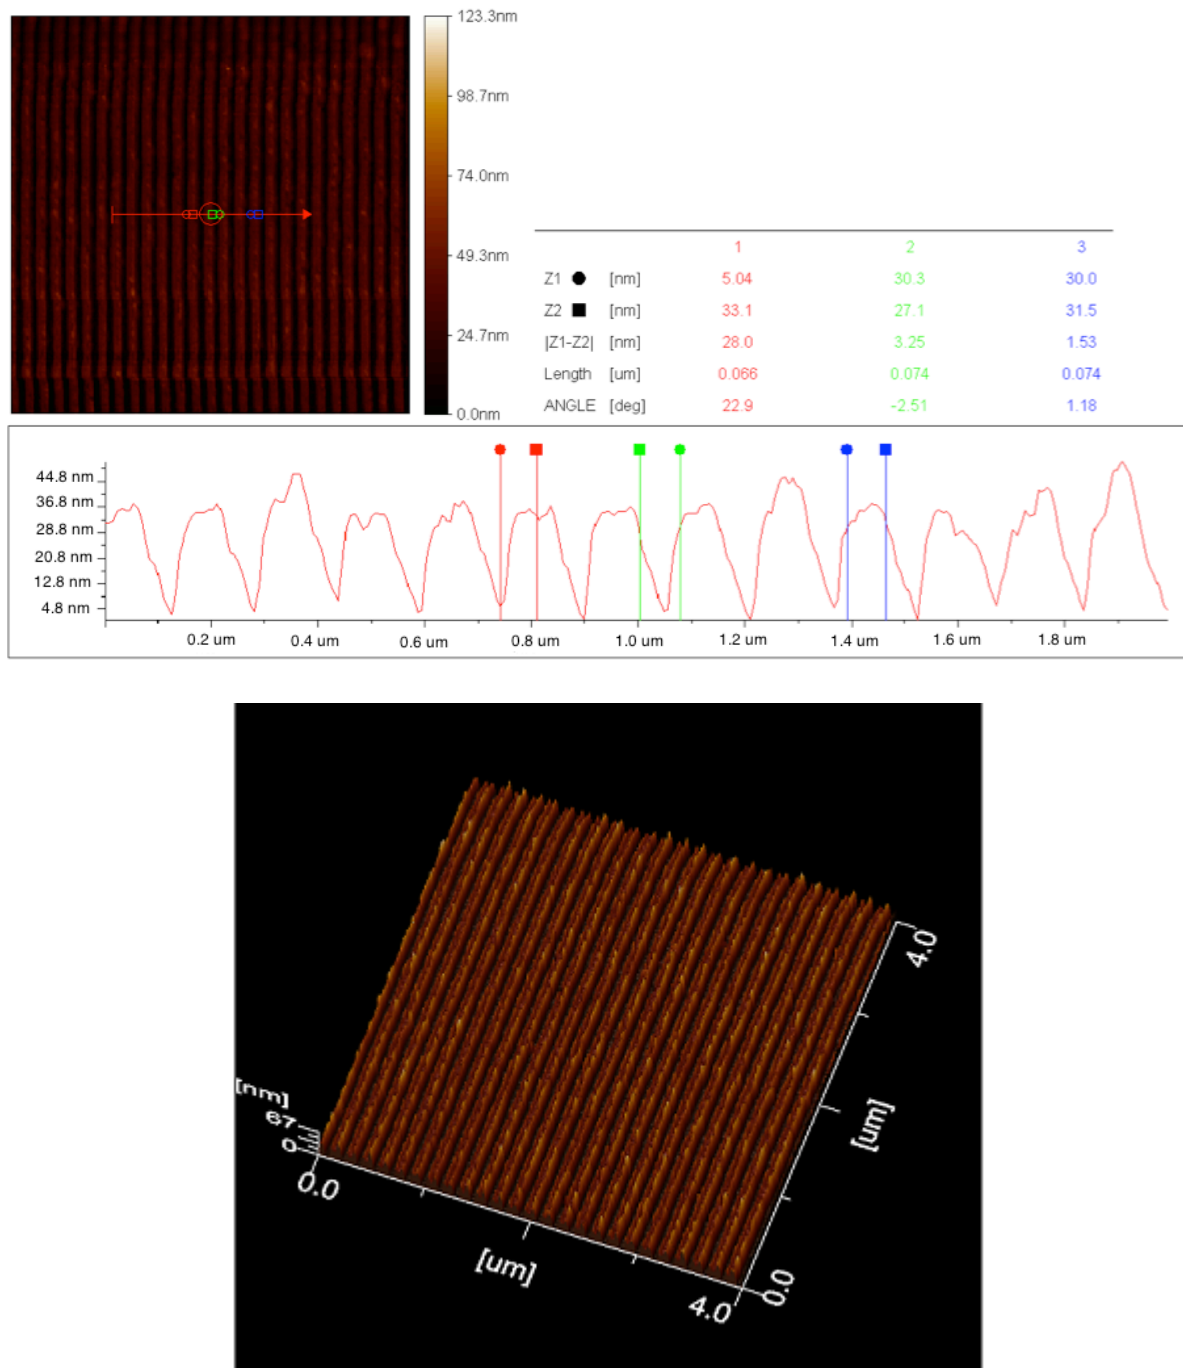 123.3nm
98.7nm
74.0nm
49.3nm
24.7nm
0.0nm
1 2 3
Z1 ● [nm] 5.04 30.3 30.0
Z2 ■ [nm] 33.1 27.1 31.5
|Z1-Z2| [nm] 28.0 3.25 1.53
Length [um] 0.066 0.074 0.074
ANGLE [deg] 22.9 -2.51 1.18
44.8 nm
36.8 nm
28.8 nm
20.8 nm
12.8 nm
4.8 nm
0.2 um 0.4 um 0.6 um 0.8 um 1.0 um 1.2 um 1.4 um 1.6 um 1.8 um
4.0
[um]
[nm]
67
0
0.0
[um]
4.0
0.0